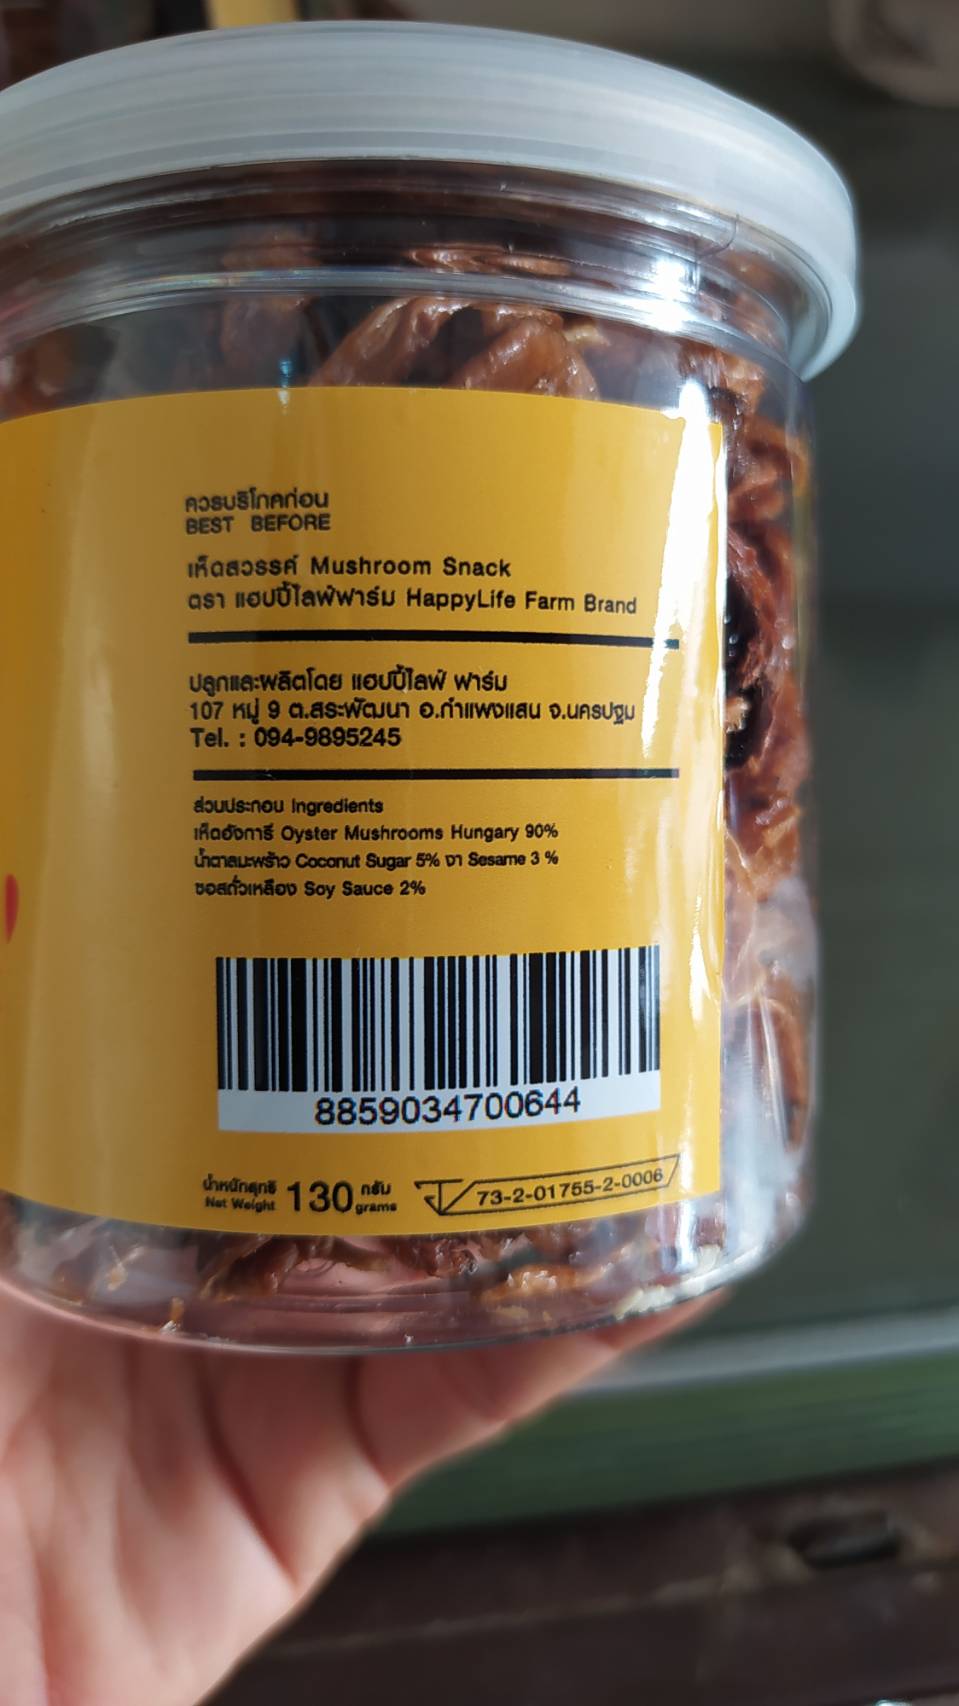 ควรบริโภคก่อน
BEST BEFORE
เห็ดสวรรค์ Mushroom Snack
ตรา แฮปปี้ไลฟ์ฟาร์ม HappyLife Farm Brand
ปลูกและผลิตโดย แฮปปี้ไลฟ์ ฟาร์ม
107 หมู่ 9 ต.สระพัฒนา อ.กำแพงแสน จ.นครปฐม
Tel. : 094-9895245
ส่วนประกอบ Ingredients
เห็ดฮังการี Oyster Mushrooms Hungary 90%
น้ำตาลมะพร้าว Coconut Sugar 5% งา Sesame 3 %
ซอสถั่วเหลือง Soy Sauce 2%
8859034700644
น้ำหนักสุทธิ 130 กรัม
Net Weight grams
73-2-01755-2-0006